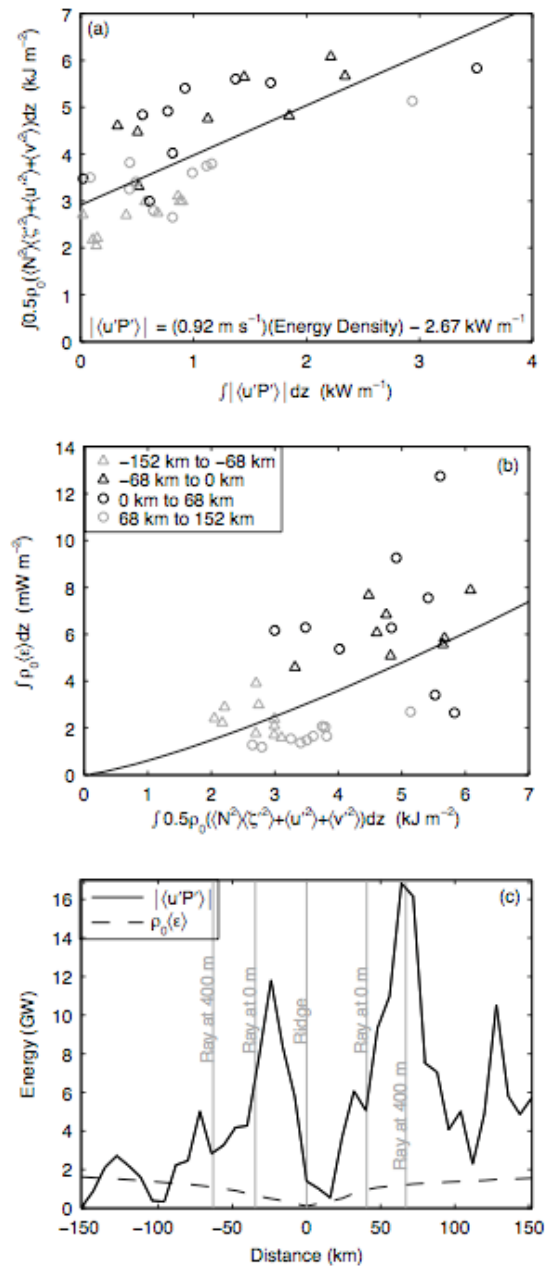 (a)
7
6
5
4
3
2
1
0
∫0.5ρ₀(⟨N²⟩⟨ζ'²⟩+⟨u'²⟩+⟨v'²⟩)dz (kJ m⁻²)
|⟨u'P'⟩| = (0.92 m s⁻¹)(Energy Density) − 2.67 kW m⁻¹
0 1 2 3 4
∫|⟨u'P'⟩| dz (kW m⁻¹)
(b)
−152 km to −68 km
−68 km to 0 km
0 km to 68 km
68 km to 152 km
14
12
10
8
6
4
2
0
∫ρ₀⟨ε⟩dz (mW m⁻²)
0 1 2 3 4 5 6 7
∫0.5ρ₀(⟨N²⟩⟨ζ'²⟩+⟨u'²⟩+⟨v'²⟩)dz (kJ m⁻²)
(c)
|⟨u'P'⟩|
ρ₀⟨ε⟩
16
14
12
10
8
6
4
2
0
Energy (GW)
Ray at 400 m
Ray at 0 m
Ridge
Ray at 0 m
Ray at 400 m
−150 −100 −50 0 50 100 150
Distance (km)